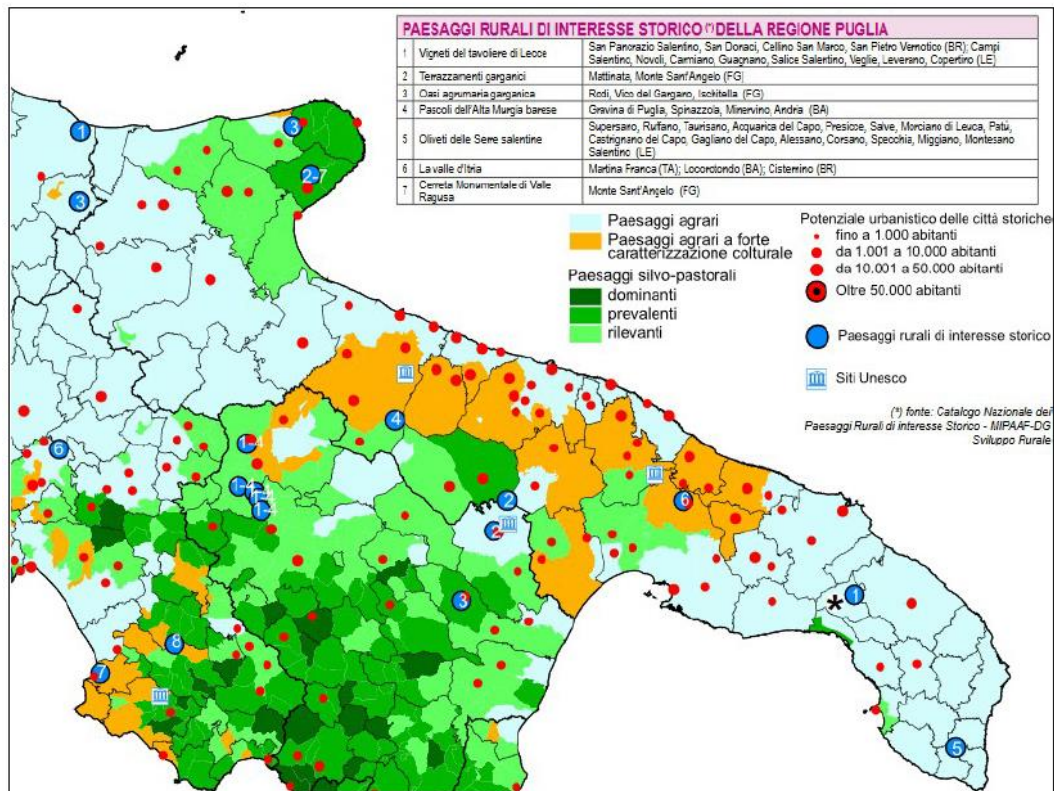 PAESAGGI RURALI DI INTERESSE STORICO (*) DELLA REGIONE PUGLIA
1 Vigneti del tavoliere di Lecce
San Pancrazio Salentino, San Donaci, Cellino San Marco, San Pietro Vernotico (BR); Campi
Salentino, Novoli, Carmiano, Guagnano, Salice Salentino, Veglie, Leverano, Copertino (LE)
2 Terrazzamenti garganici
Mattinata, Monte Sant'Angelo (FG)
3 Oasi agrumaria garganica
Rodi, Vico del Gargano, Ischitella (FG)
4 Pascoli dell'Alta Murgia barese
Gravina di Puglia, Spinazzola, Minervino, Andria (BA)
5 Oliveti delle Serre salentine
Supersano, Ruffano, Taurisano, Acquarica del Capo, Presicce, Salve, Morciano di Leuca, Patù,
Castrignano del Capo, Gagliano del Capo, Alessano, Corsano, Specchia, Miggiano, Montesano
Salentino (LE)
6 La valle d'Itria
Martina Franca (TA); Locorotondo (BA); Cisternino (BR)
7 Cerreta Monumentale di Valle
Ragusa
Monte Sant'Angelo (FG)
Paesaggi agrari
Paesaggi agrari a forte
caratterizzazione colturale
Paesaggi silvo-pastorali
dominanti
prevalenti
rilevanti
Potenziale urbanistico delle città storiche
fino a 1.000 abitanti
da 1.001 a 10.000 abitanti
da 10.001 a 50.000 abitanti
Oltre 50.000 abitanti
Paesaggi rurali di interesse storico
Siti Unesco
(*) fonte: Catalogo Nazionale dei
Paesaggi Rurali di interesse Storico - MIPAAF-DG
Sviluppo Rurale
1
3
3
2-7
4
6
1-4
1-4
1-4
1-4
2
6
3
1
*
8
7
5